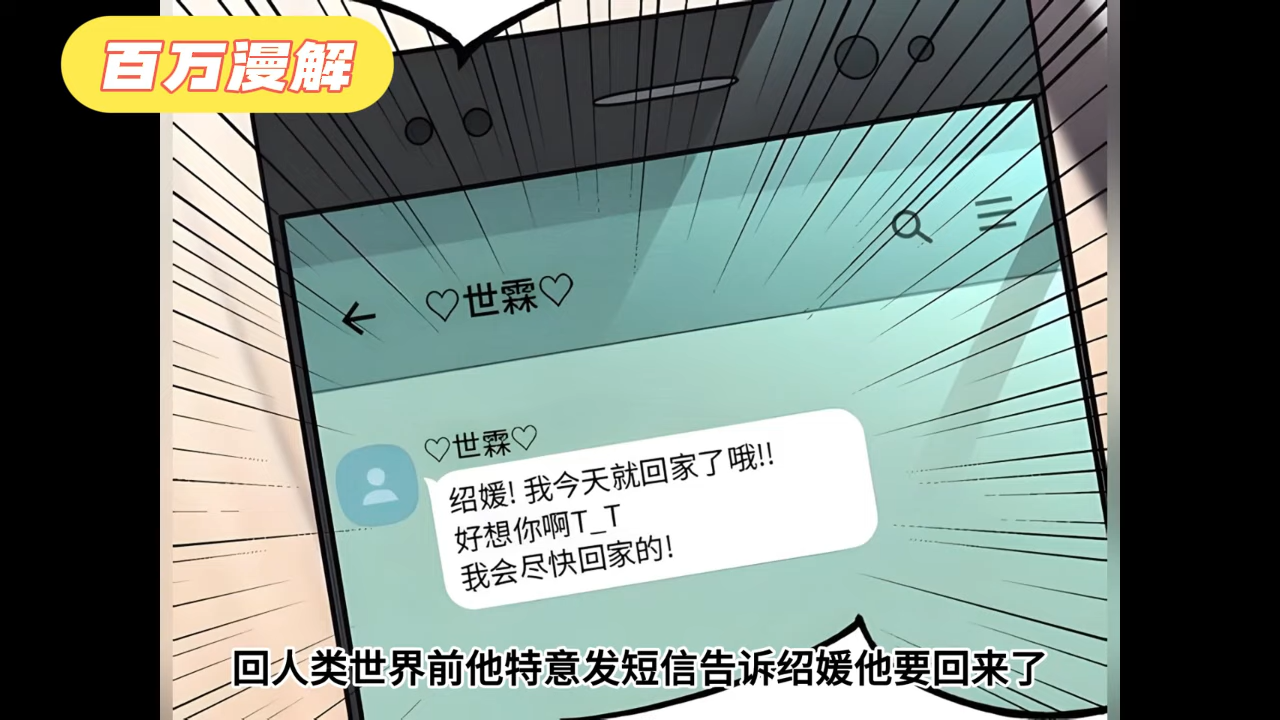 百万漫解
♡世霖♡
♡世霖♡
绍媛! 我今天就回家了哦!!
好想你啊T_T
我会尽快回家的!
回人类世界前他特意发短信告诉绍媛他要回来了